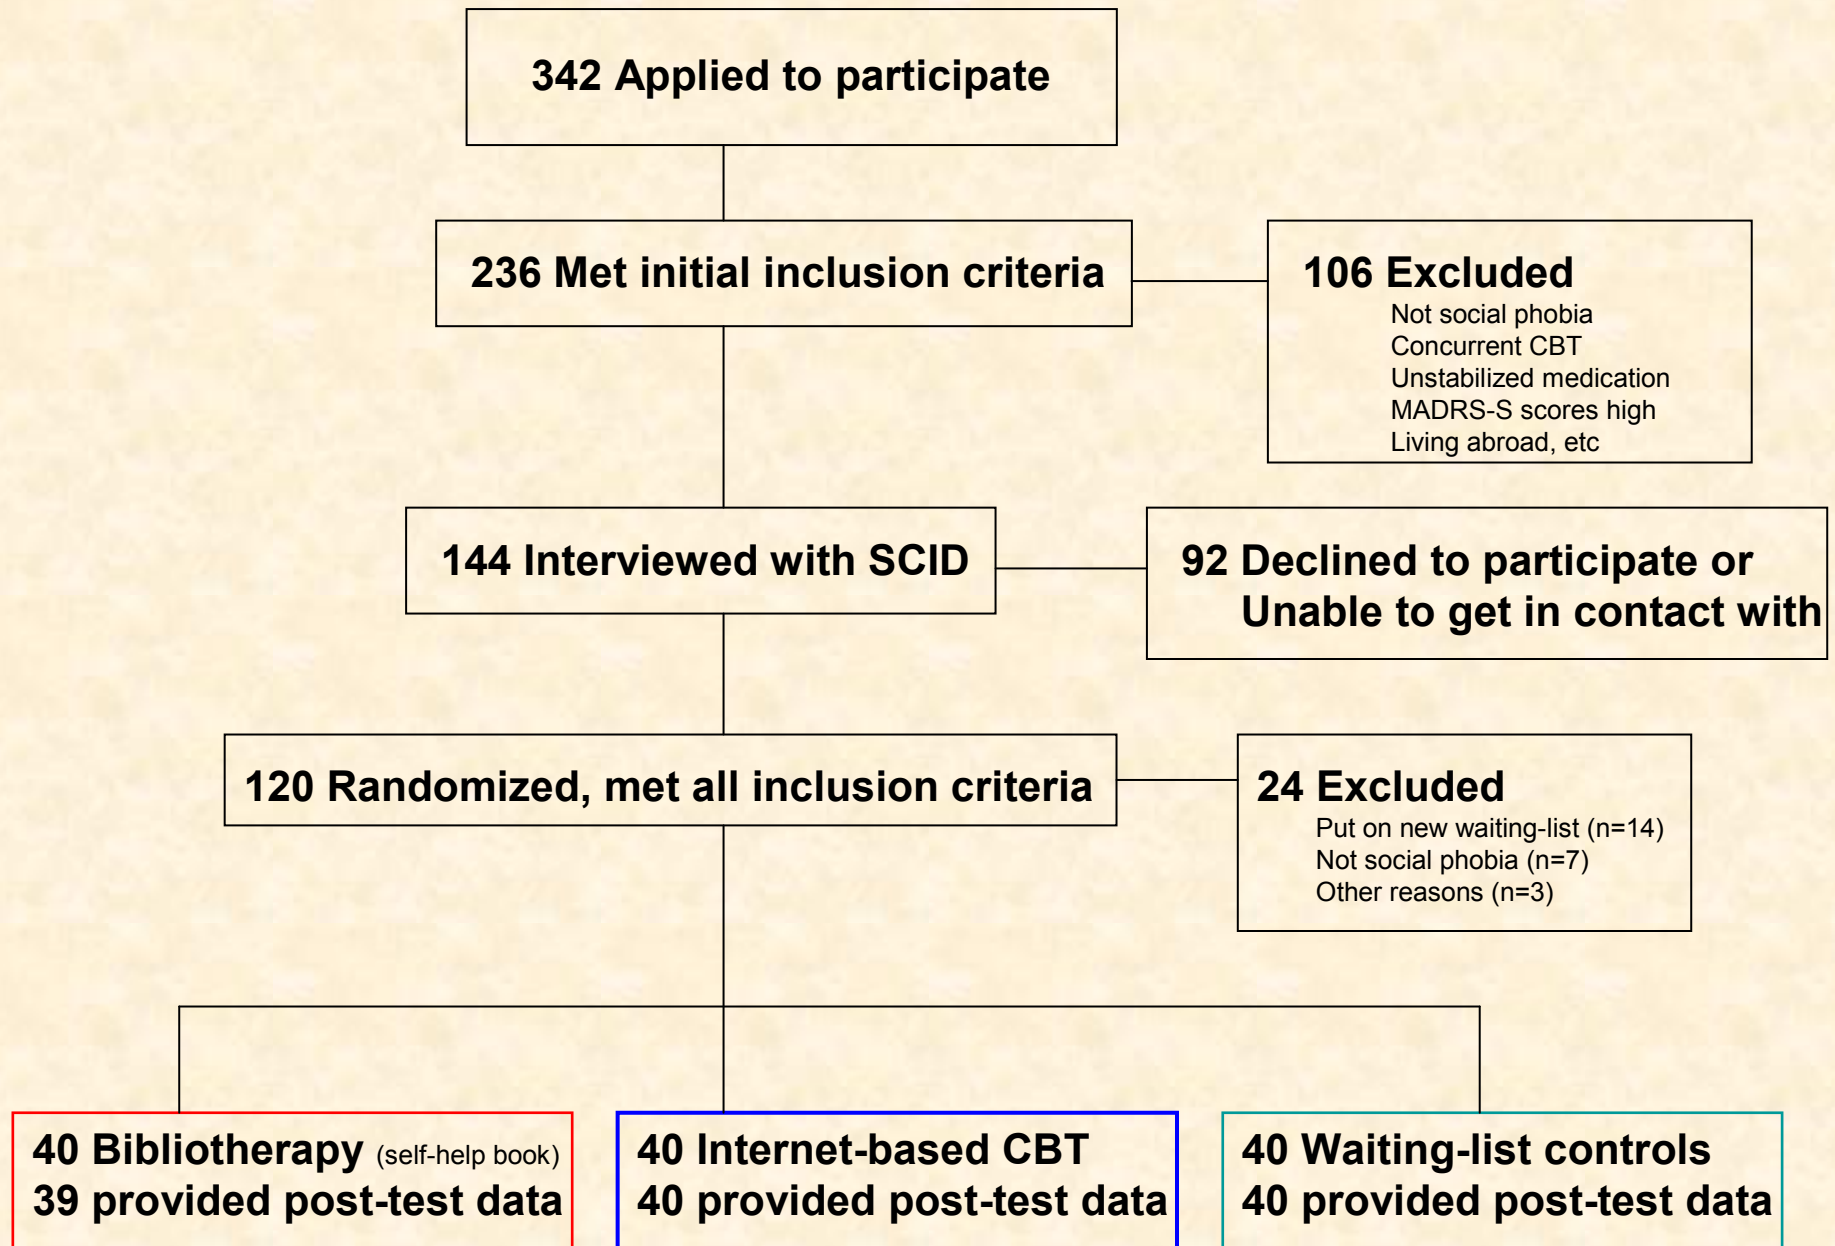 342 Applied to participate
236 Met initial inclusion criteria
106 Excluded
Not social phobia
Concurrent CBT
Unstabilized medication
MADRS-S scores high
Living abroad, etc
144 Interviewed with SCID
92 Declined to participate or
Unable to get in contact with
120 Randomized, met all inclusion criteria
24 Excluded
Put on new waiting-list (n=14)
Not social phobia (n=7)
Other reasons (n=3)
40 Bibliotherapy (self-help book)
39 provided post-test data
40 Internet-based CBT
40 provided post-test data
40 Waiting-list controls
40 provided post-test data